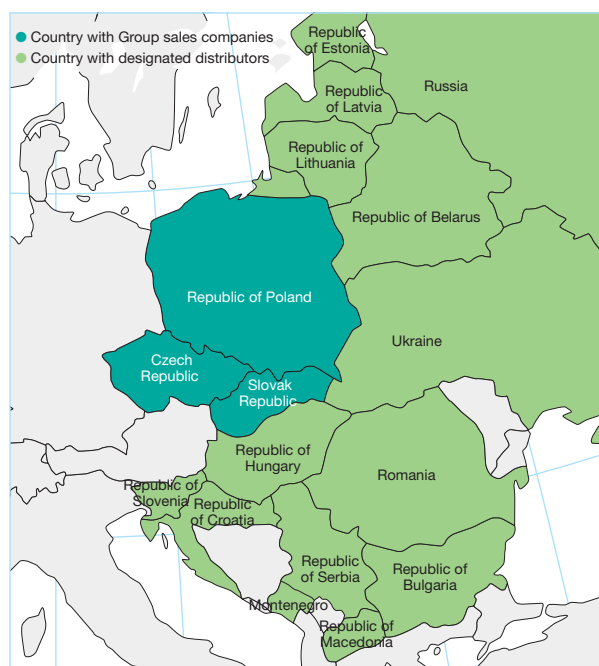 Country with Group sales companies
Country with designated distributors
Republic
of Estonia
Republic
of Latvia
Russia
Republic of
Lithuania
Republic of Belarus
Republic of Poland
Ukraine
Czech
Republic
Slovak
Republic
Republic of
Hungary
Romania
Republic of
Slovenia
Republic
of Croatia
Republic
of Serbia
Republic of
Bulgaria
Montenegro
Republic of
Macedonia